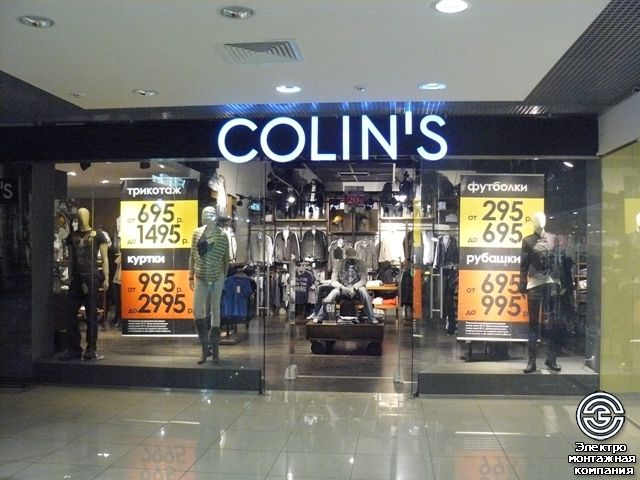 COLIN'S
трикотаж
от 695 р.
до 1495 р.
куртки
от 995 р.
до 2995 р.
футболки
от 295 р.
до 695 р.
рубашки
от 695 р.
до 995 р.
20%
N'S
Электро
монтажная
компания